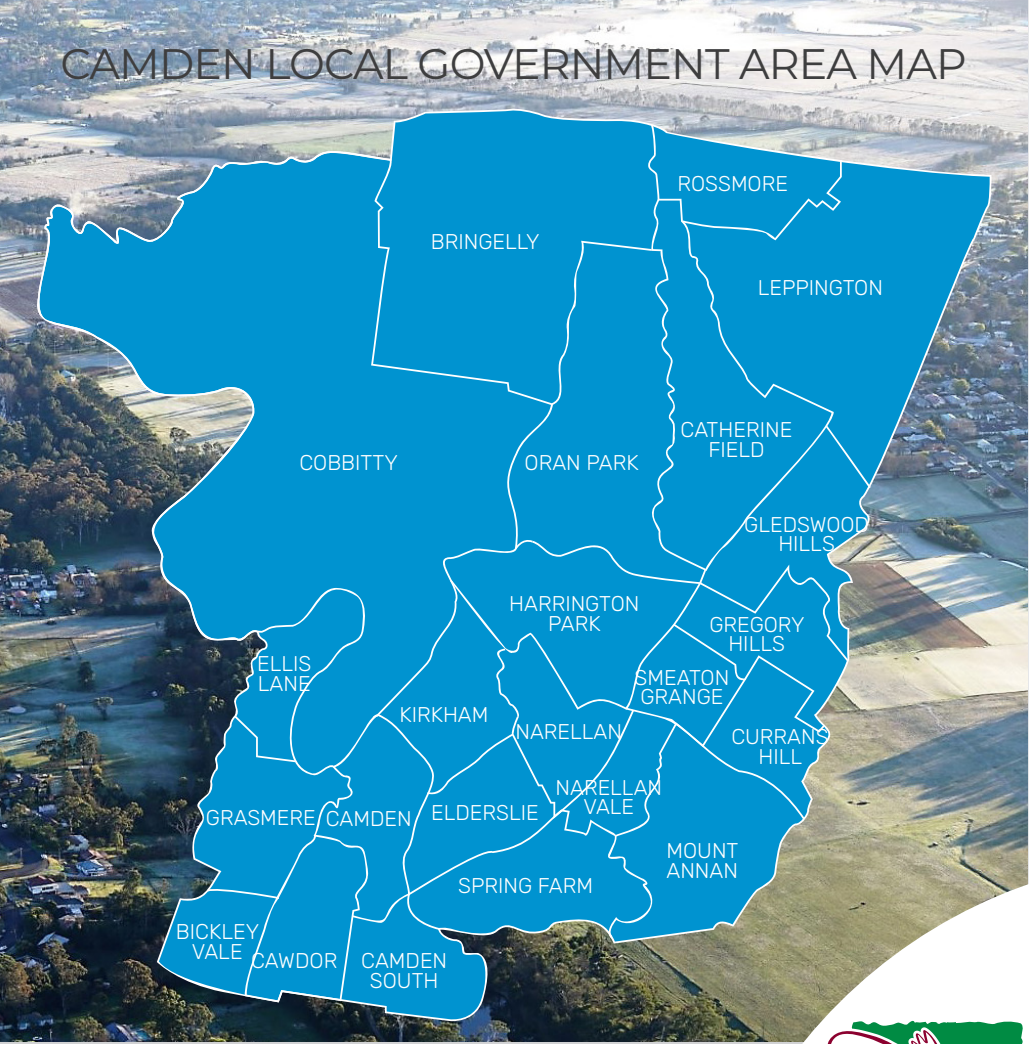 CAMDEN LOCAL GOVERNMENT AREA MAP
ROSSMORE
BRINGELLY
LEPPINGTON
CATHERINE
FIELD
COBBITTY
ORAN PARK
GLEDSWOOD
HILLS
HARRINGTON
PARK
GREGORY
HILLS
ELLIS
LANE
SMEATON
GRANGE
KIRKHAM
NARELLAN
CURRANS
HILL
NARELLAN
VALE
GRASMERE
CAMDEN
ELDERSLIE
MOUNT
ANNAN
SPRING FARM
BICKLEY
VALE
CAWDOR
CAMDEN
SOUTH